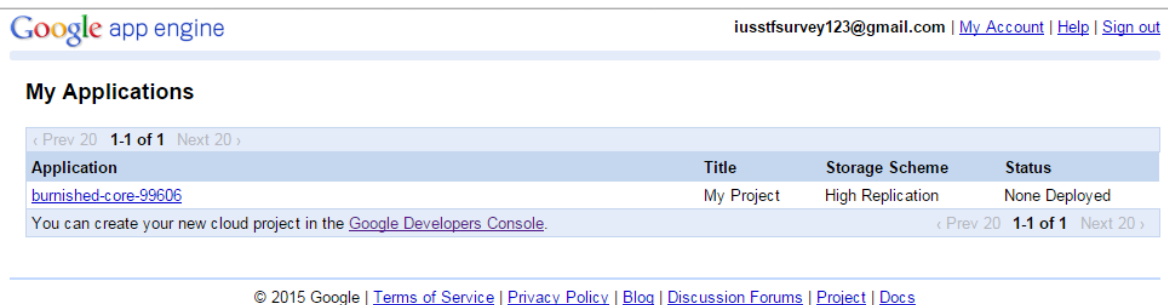 Google app engine
iusstfsurvey123@gmail.com | My Account | Help | Sign out
My Applications
‹ Prev 20 1-1 of 1 Next 20 ›
Application Title Storage Scheme Status
burnished-core-99606 My Project High Replication None Deployed
You can create your new cloud project in the Google Developers Console. ‹ Prev 20 1-1 of 1 Next 20 ›
© 2015 Google | Terms of Service | Privacy Policy | Blog | Discussion Forums | Project | Docs